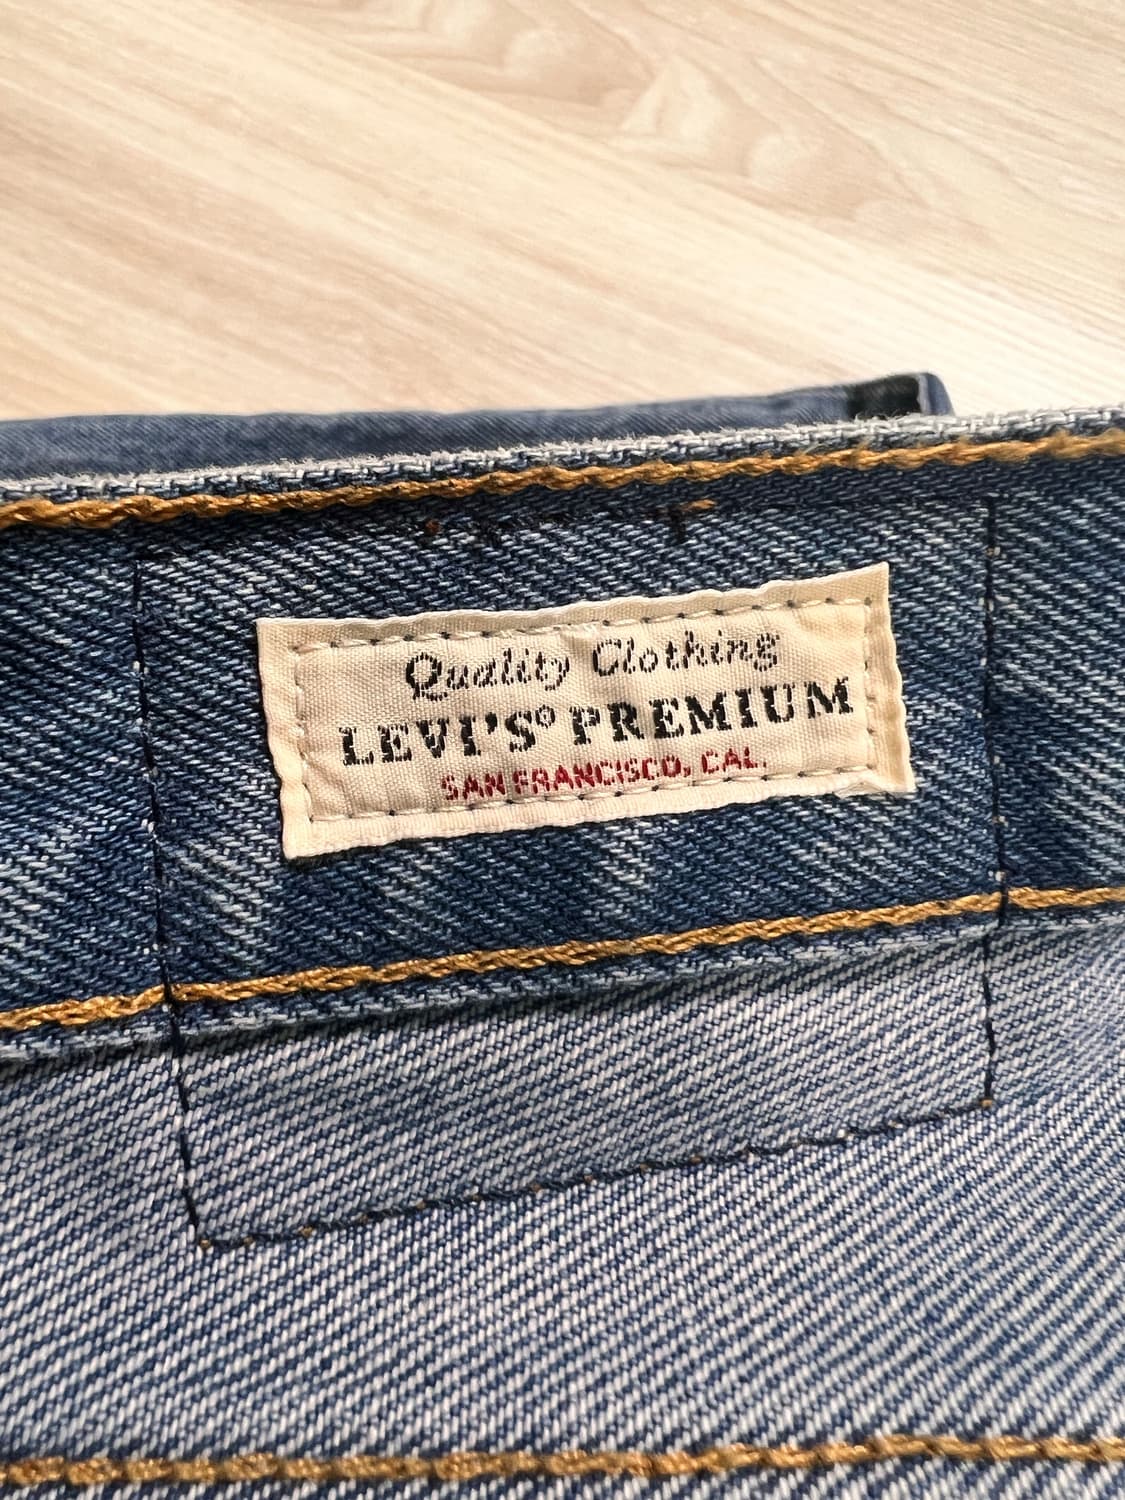 Quality Clothing
LEVI'S® PREMIUM
SAN FRANCISCO, CAL.